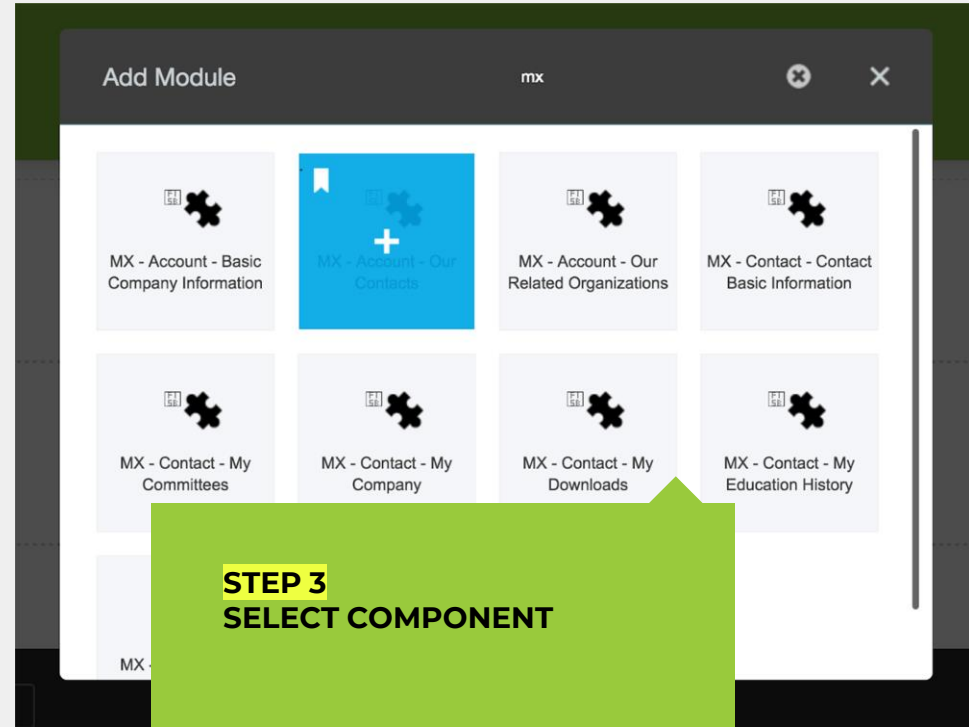 Add Module
mx
MX - Account - Basic
Company Information
MX - Account - Our
Contacts
MX - Account - Our
Related Organizations
MX - Contact - Contact
Basic Information
MX - Contact - My
Committees
MX - Contact - My
Company
MX - Contact - My
Downloads
MX - Contact - My
Education History
MX -
STEP 3
SELECT COMPONENT